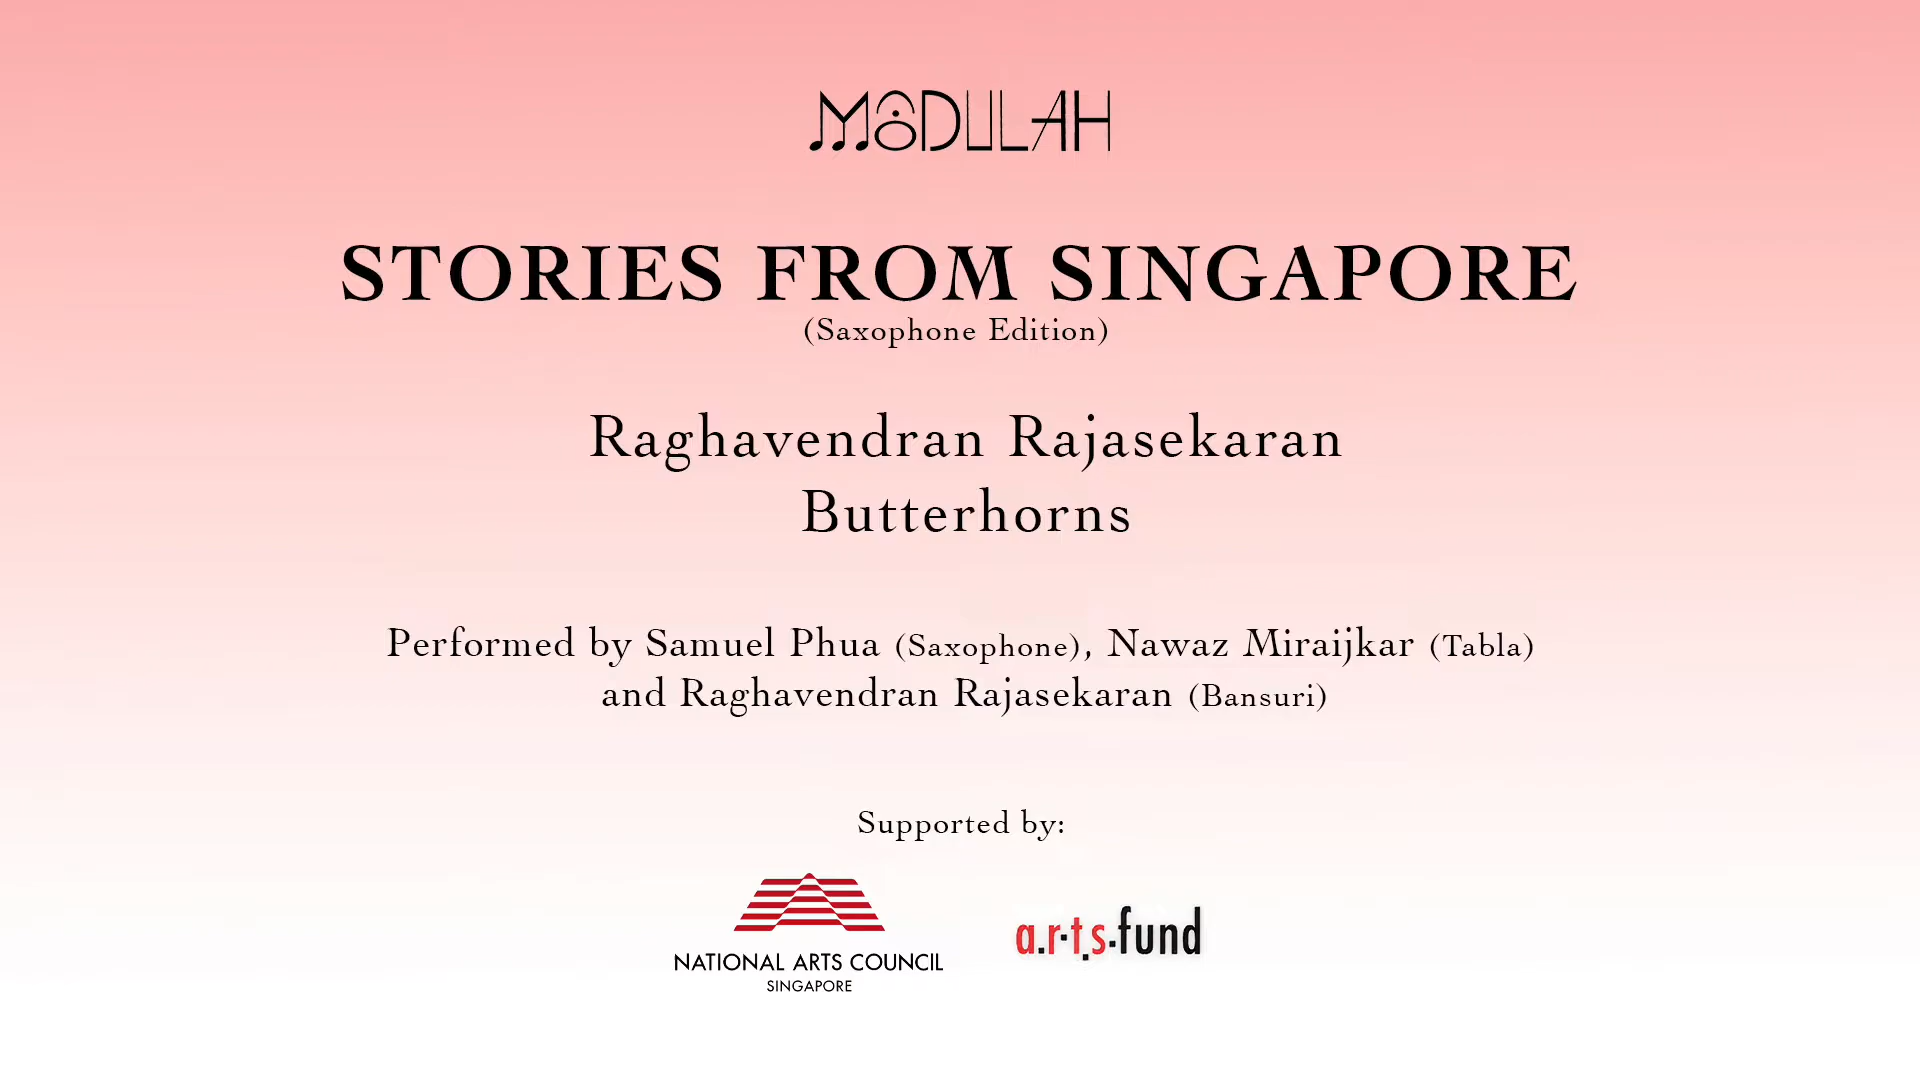 MODULAH
STORIES FROM SINGAPORE
(Saxophone Edition)
Raghavendran Rajasekaran
Butterhorns
Performed by Samuel Phua (Saxophone), Nawaz Miraijkar (Tabla)
and Raghavendran Rajasekaran (Bansuri)
Supported by:
NATIONAL ARTS COUNCIL
SINGAPORE
a.r.t.s.fund